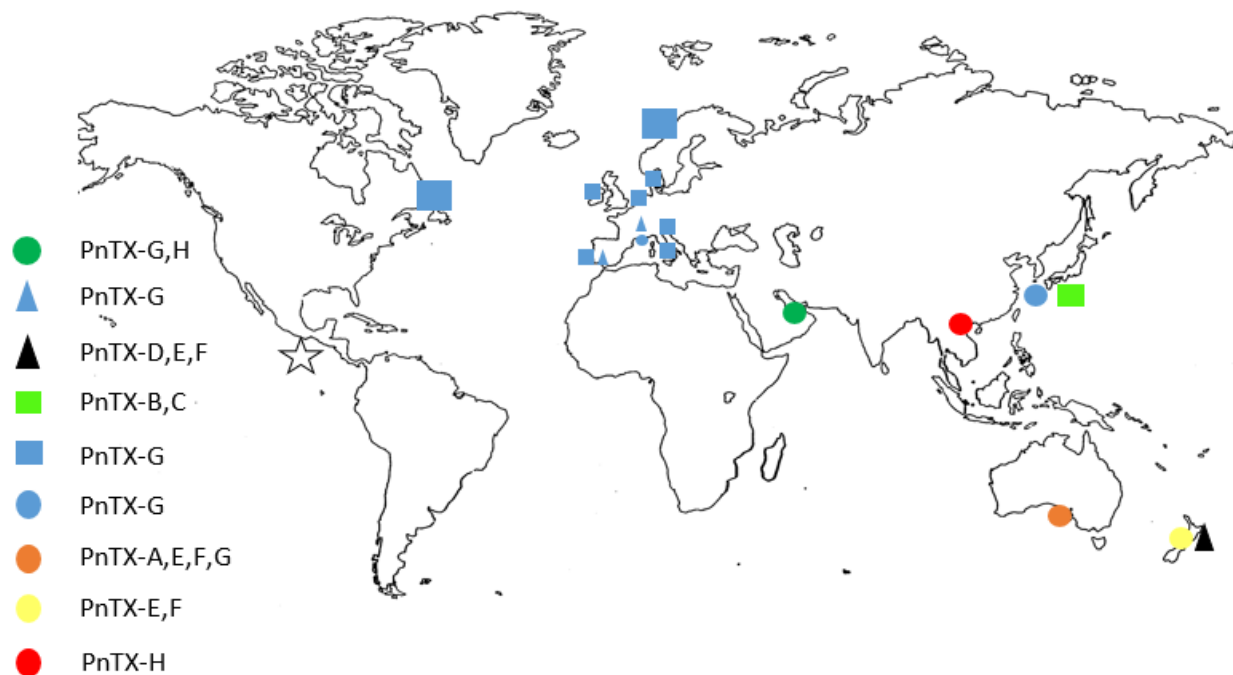 PnTX-G,H
PnTX-G
PnTX-D,E,F
PnTX-B,C
PnTX-G
PnTX-G
PnTX-A,E,F,G
PnTX-E,F
PnTX-H